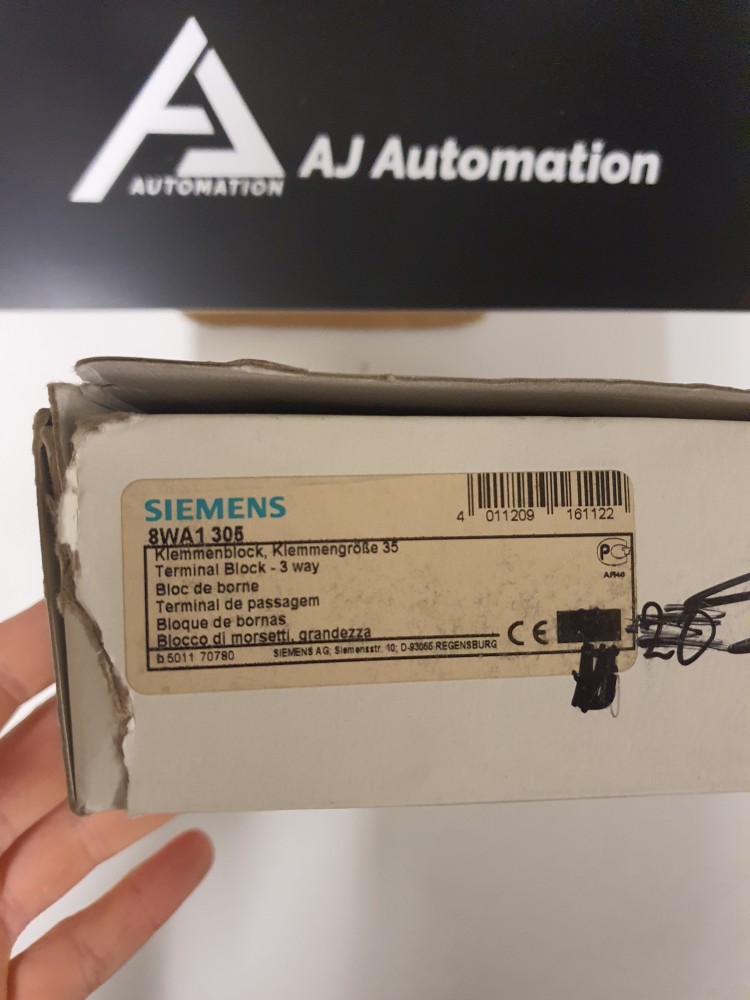 AUTOMATION
AJ Automation
SIEMENS
8WA1 305
4 011209 161122
Klemmenblock, Klemmengröße 35
Terminal Block - 3 way
Bloc de borne
Terminal de passagem
Bloque de bornas
Blocco di morsetti, grandezza
b 5011 70780
SIEMENS AG; Siemensstr. 10; D-93055 REGENSBURG
PC
CE
20